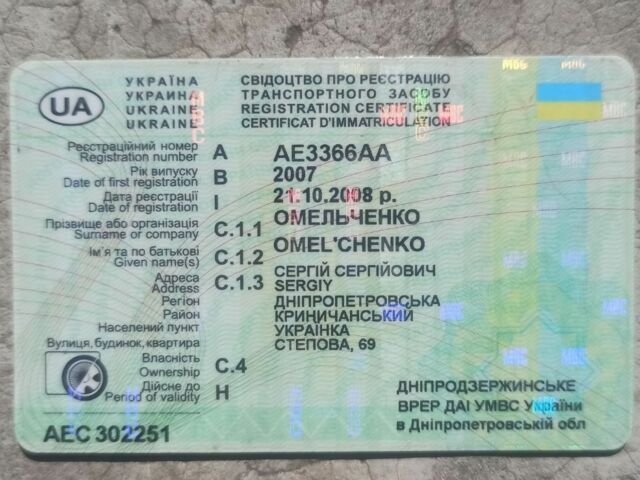 UA
УКРАЇНА
УКРАИНА
UKRAINE
UKRAINE
СВІДОЦТВО ПРО РЕЄСТРАЦІЮ
ТРАНСПОРТНОГО ЗАСОБУ
REGISTRATION CERTIFICATE
CERTIFICAT D'IMMATRICULATION
Реєстраційний номер
Registration number A АЕ3366АА
Рік випуску
Date of first registration B 2007
Дата реєстрації
Date of registration I 21.10.2008 р.
Прізвище або організація
Surname or company C.1.1 ОМЕЛЬЧЕНКО
OMEL'CHENKO
Ім'я та по батькові
Given name(s) C.1.2 СЕРГІЙ СЕРГІЙОВИЧ
SERGIY
Адреса
Address C.1.3
Регіон ДНІПРОПЕТРОВСЬКА
Район КРИНИЧАНСЬКИЙ
Населений пункт УКРАЇНКА
Вулиця, будинок, квартира СТЕПОВА, 69
Власність
Ownership C.4
Дійсне до
Period of validity H
ДНІПРОДЗЕРЖИНСЬКЕ
ВРЕР ДАІ УМВС України
в Дніпропетровській обл
АЕС 302251